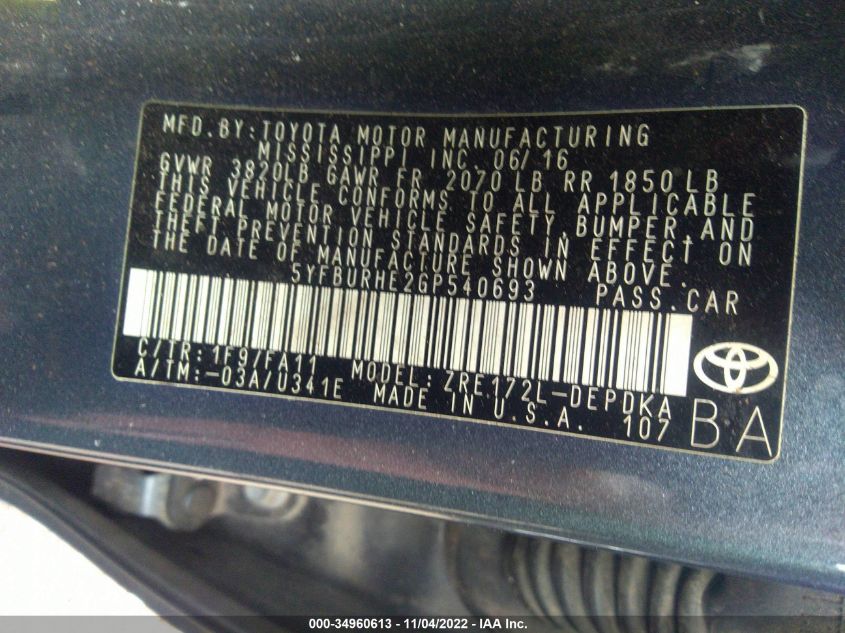 MFD.BY:TOYOTA MOTOR MANUFACTURING
MISSISSIPPI INC. 06/16
GVWR 3820LB GAWR FR 2070 LB RR 1850 LB
THIS VEHICLE CONFORMS TO ALL APPLICABLE
FEDERAL MOTOR VEHICLE SAFETY,BUMPER,AND
THEFT PREVENTION STANDARDS IN EFFECT ON
THE DATE OF MANUFACTURE SHOWN ABOVE.
5YFBURHE2GP540693 PASS.CAR
C/TR:1F97/FA11 MODEL:ZRE172L-DEPDKA
A/TM:-03A/U341E MADE IN U.S.A. 107
BA
000-34960613 - 11/04/2022 - IAA Inc.